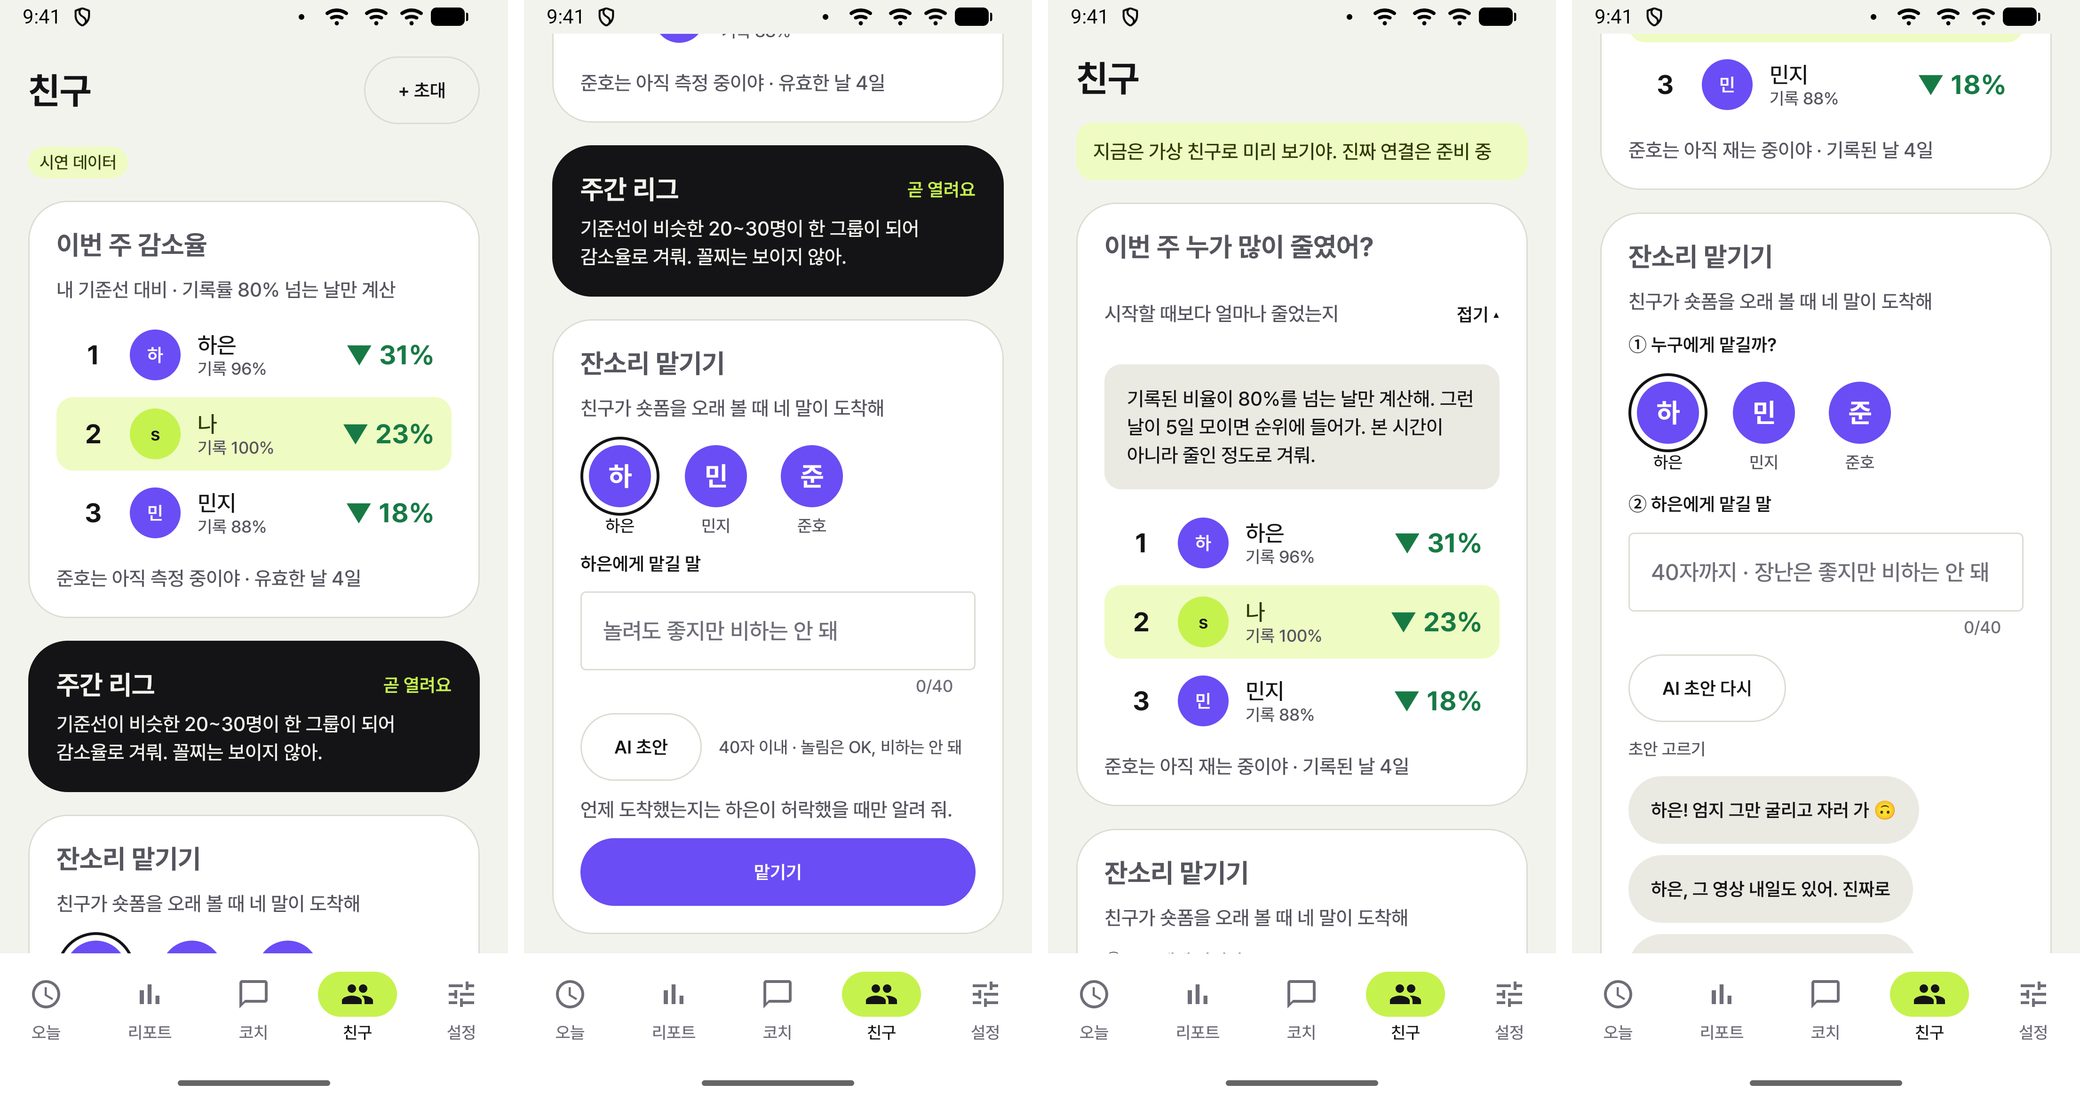 9:41
친구
+ 초대
시연 데이터
이번 주 감소율
내 기준선 대비 · 기록률 80% 넘는 날만 계산
1 하 하은 ▼ 31%
기록 96%
2 s 나 ▼ 23%
기록 100%
3 민 민지 ▼ 18%
기록 88%
준호는 아직 측정 중이야 · 유효한 날 4일
주간 리그 곧 열려요
기준선이 비슷한 20~30명이 한 그룹이 되어
감소율로 겨뤄. 꼴찌는 보이지 않아.
잔소리 맡기기
친구가 숏폼을 오래 볼 때 네 말이 도착해
오늘 리포트 코치 친구 설정
9:41
준호는 아직 측정 중이야 · 유효한 날 4일
주간 리그 곧 열려요
기준선이 비슷한 20~30명이 한 그룹이 되어
감소율로 겨뤄. 꼴찌는 보이지 않아.
잔소리 맡기기
친구가 숏폼을 오래 볼 때 네 말이 도착해
하 민 준
하은 민지 준호
하은에게 맡길 말
놀려도 좋지만 비하는 안 돼
0/40
AI 초안 40자 이내 · 놀림은 OK, 비하는 안 돼
언제 도착했는지는 하은이 허락했을 때만 알려 줘.
맡기기
오늘 리포트 코치 친구 설정
9:41
친구
지금은 가상 친구로 미리 보기야. 진짜 연결은 준비 중
이번 주 누가 많이 줄였어?
시작할 때보다 얼마나 줄었는지 접기 ▴
기록된 비율이 80%를 넘는 날만 계산해. 그런
날이 5일 모이면 순위에 들어가. 본 시간이
아니라 줄인 정도로 겨뤄.
1 하 하은 ▼ 31%
기록 96%
2 s 나 ▼ 23%
기록 100%
3 민 민지 ▼ 18%
기록 88%
준호는 아직 재는 중이야 · 기록된 날 4일
잔소리 맡기기
친구가 숏폼을 오래 볼 때 네 말이 도착해
오늘 리포트 코치 친구 설정
9:41
3 민 민지 ▼ 18%
기록 88%
준호는 아직 재는 중이야 · 기록된 날 4일
잔소리 맡기기
친구가 숏폼을 오래 볼 때 네 말이 도착해
① 누구에게 맡길까?
하 민 준
하은 민지 준호
② 하은에게 맡길 말
40자까지 · 장난은 좋지만 비하는 안 돼
0/40
AI 초안 다시
초안 고르기
하은! 엄지 그만 굴리고 자러 가 🙃
하은, 그 영상 내일도 있어. 진짜로
오늘 리포트 코치 친구 설정